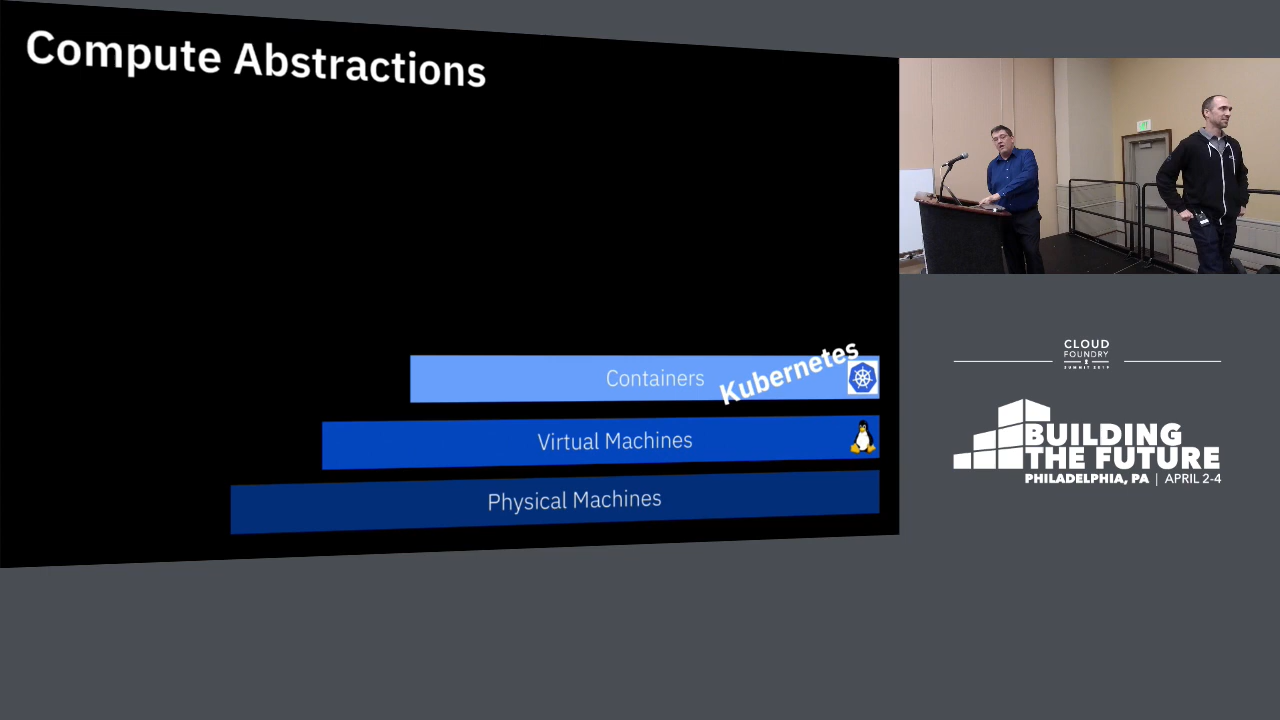 Compute Abstractions
Containers
Kubernetes
Virtual Machines
Physical Machines
CLOUD
FOUNDRY
SUMMIT 2019
BUILDING
THE FUTURE
PHILADELPHIA, PA | APRIL 2-4